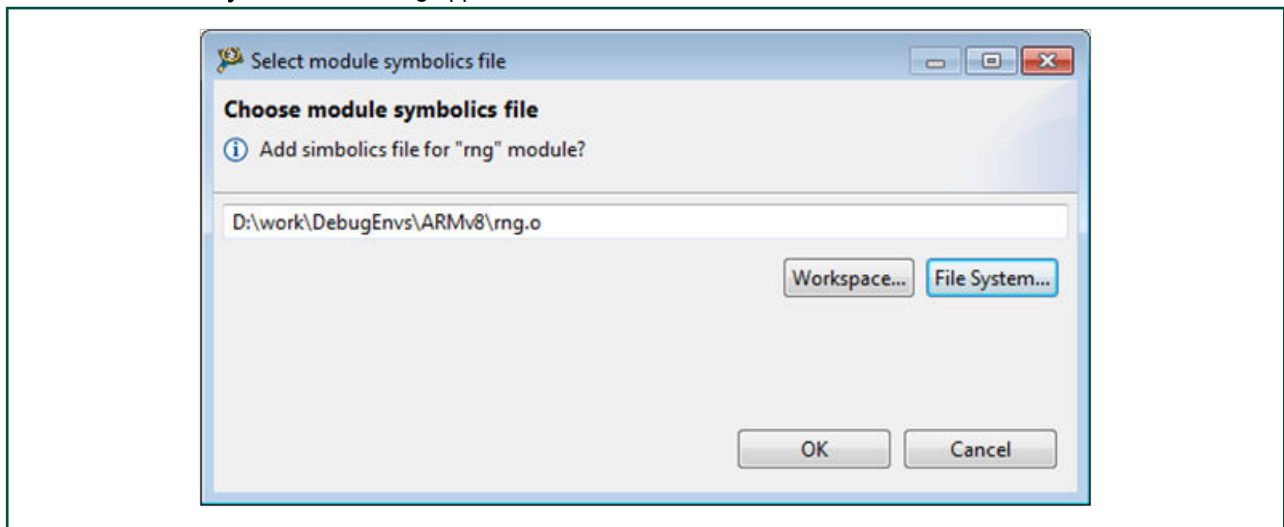 Select module symbolics file
Choose module symbolics file
Add simbolics file for "rng" module?
D:\work\DebugEnvs\ARMv8\rng.o
Workspace... File System...
OK Cancel